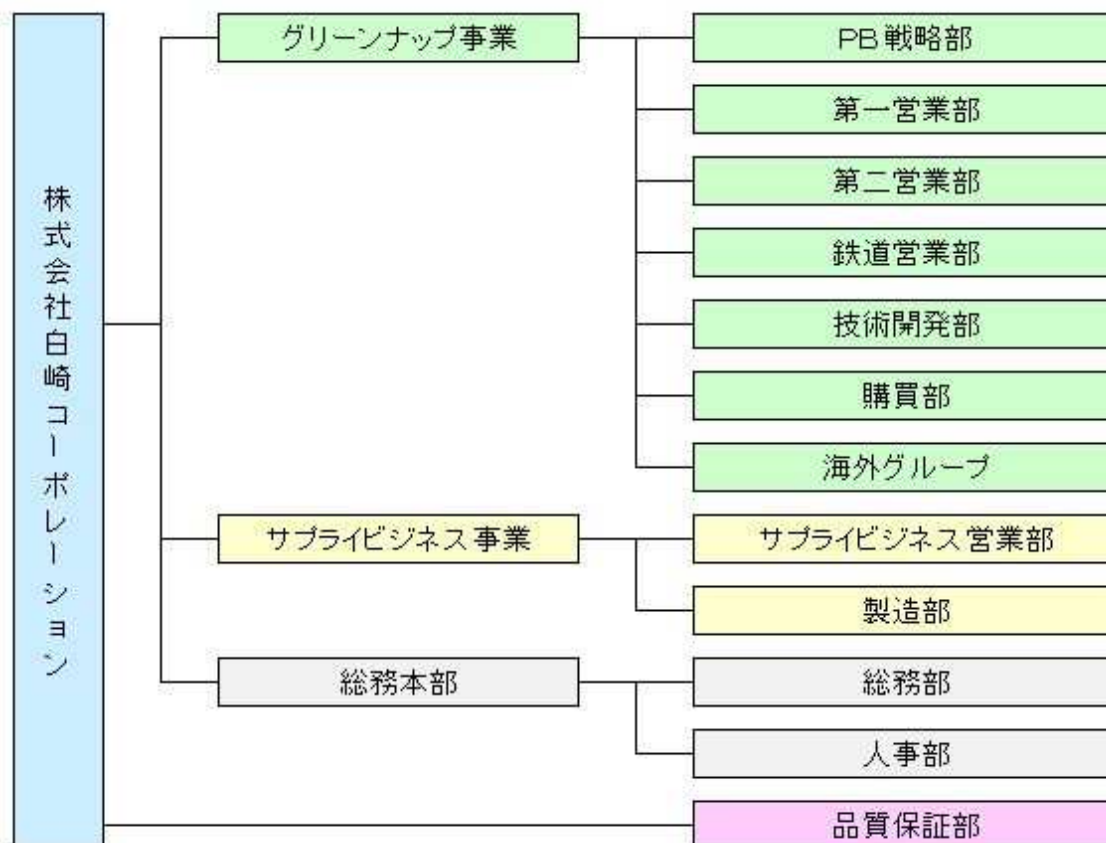 株式会社白崎コーポレーション
グリーンナップ事業
PB戦略部
第一営業部
第二営業部
鉄道営業部
技術開発部
購買部
海外グループ
サプライビジネス事業
サプライビジネス営業部
製造部
総務本部
総務部
人事部
品質保証部